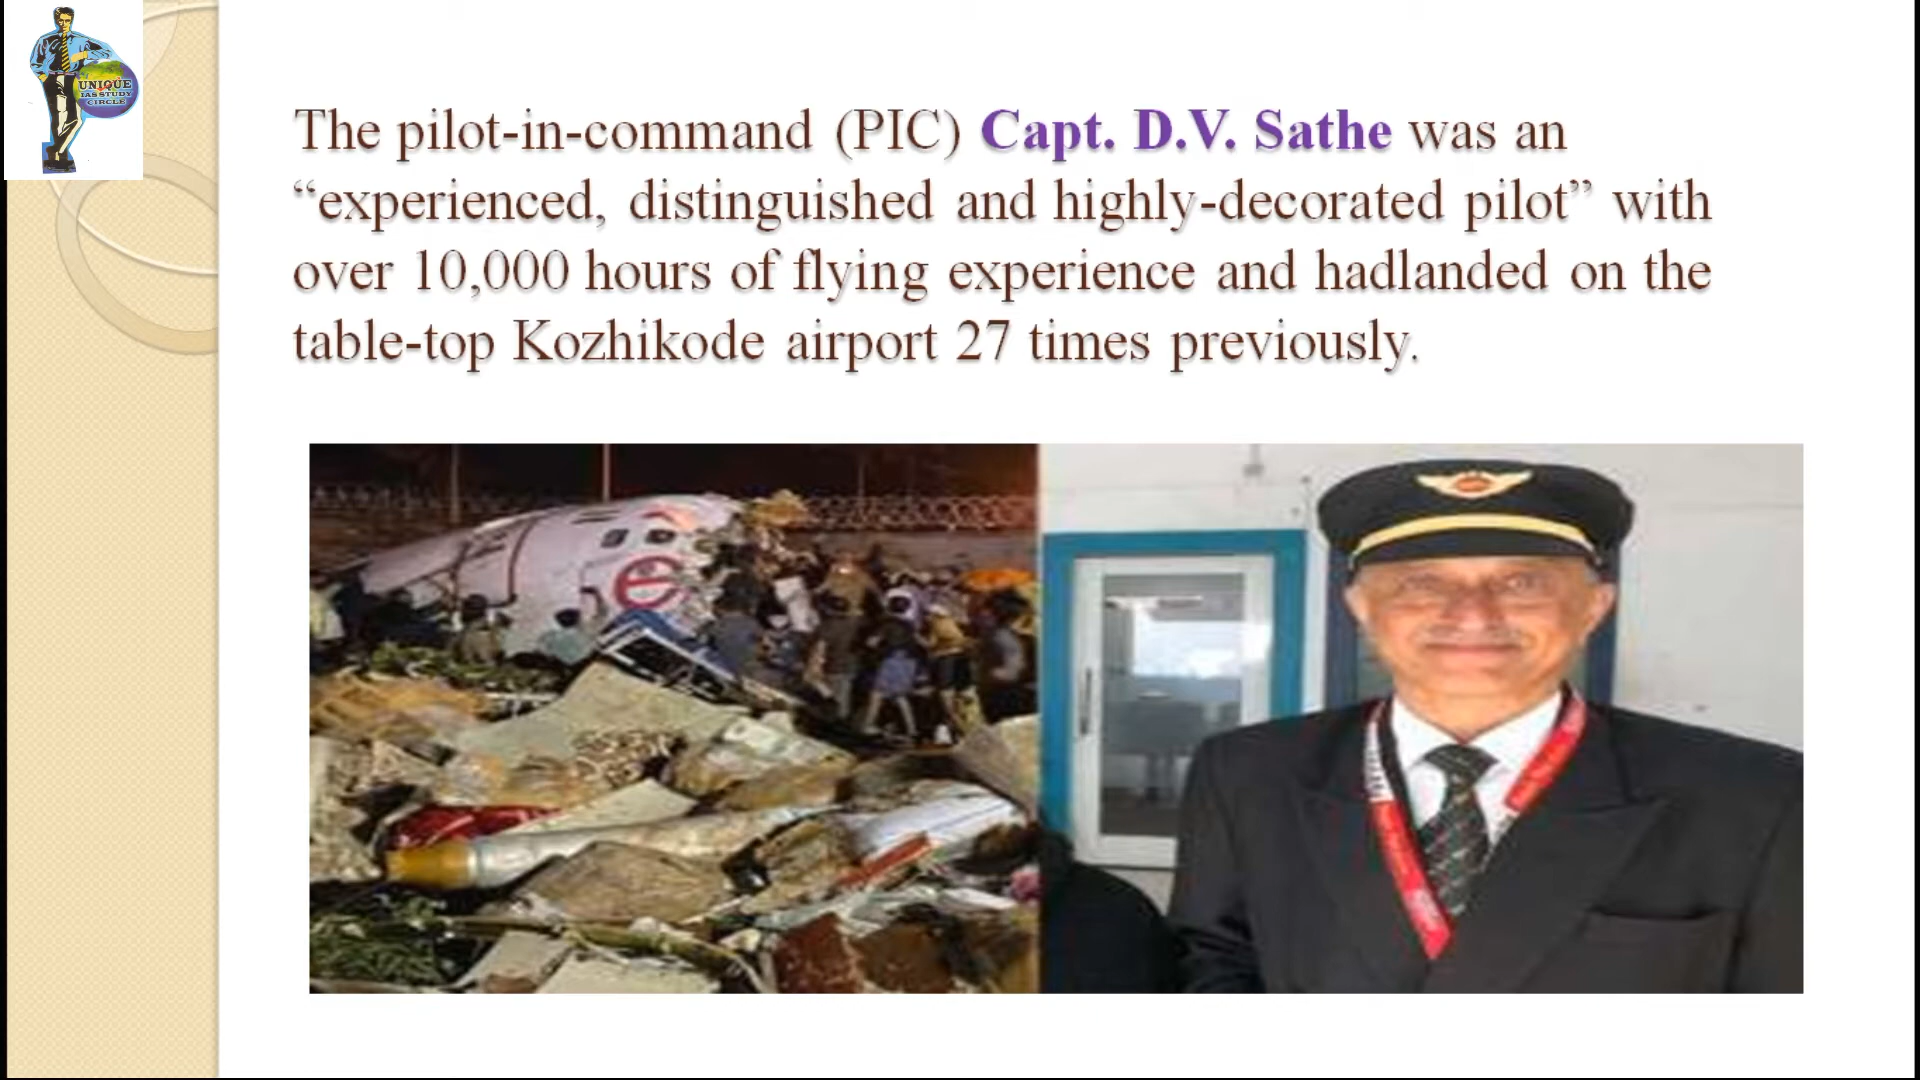 UNIQUE
IAS STUDY
CIRCLE
The pilot-in-command (PIC) Capt. D.V. Sathe was an
“experienced, distinguished and highly-decorated pilot” with
over 10,000 hours of flying experience and hadlanded on the
table-top Kozhikode airport 27 times previously.